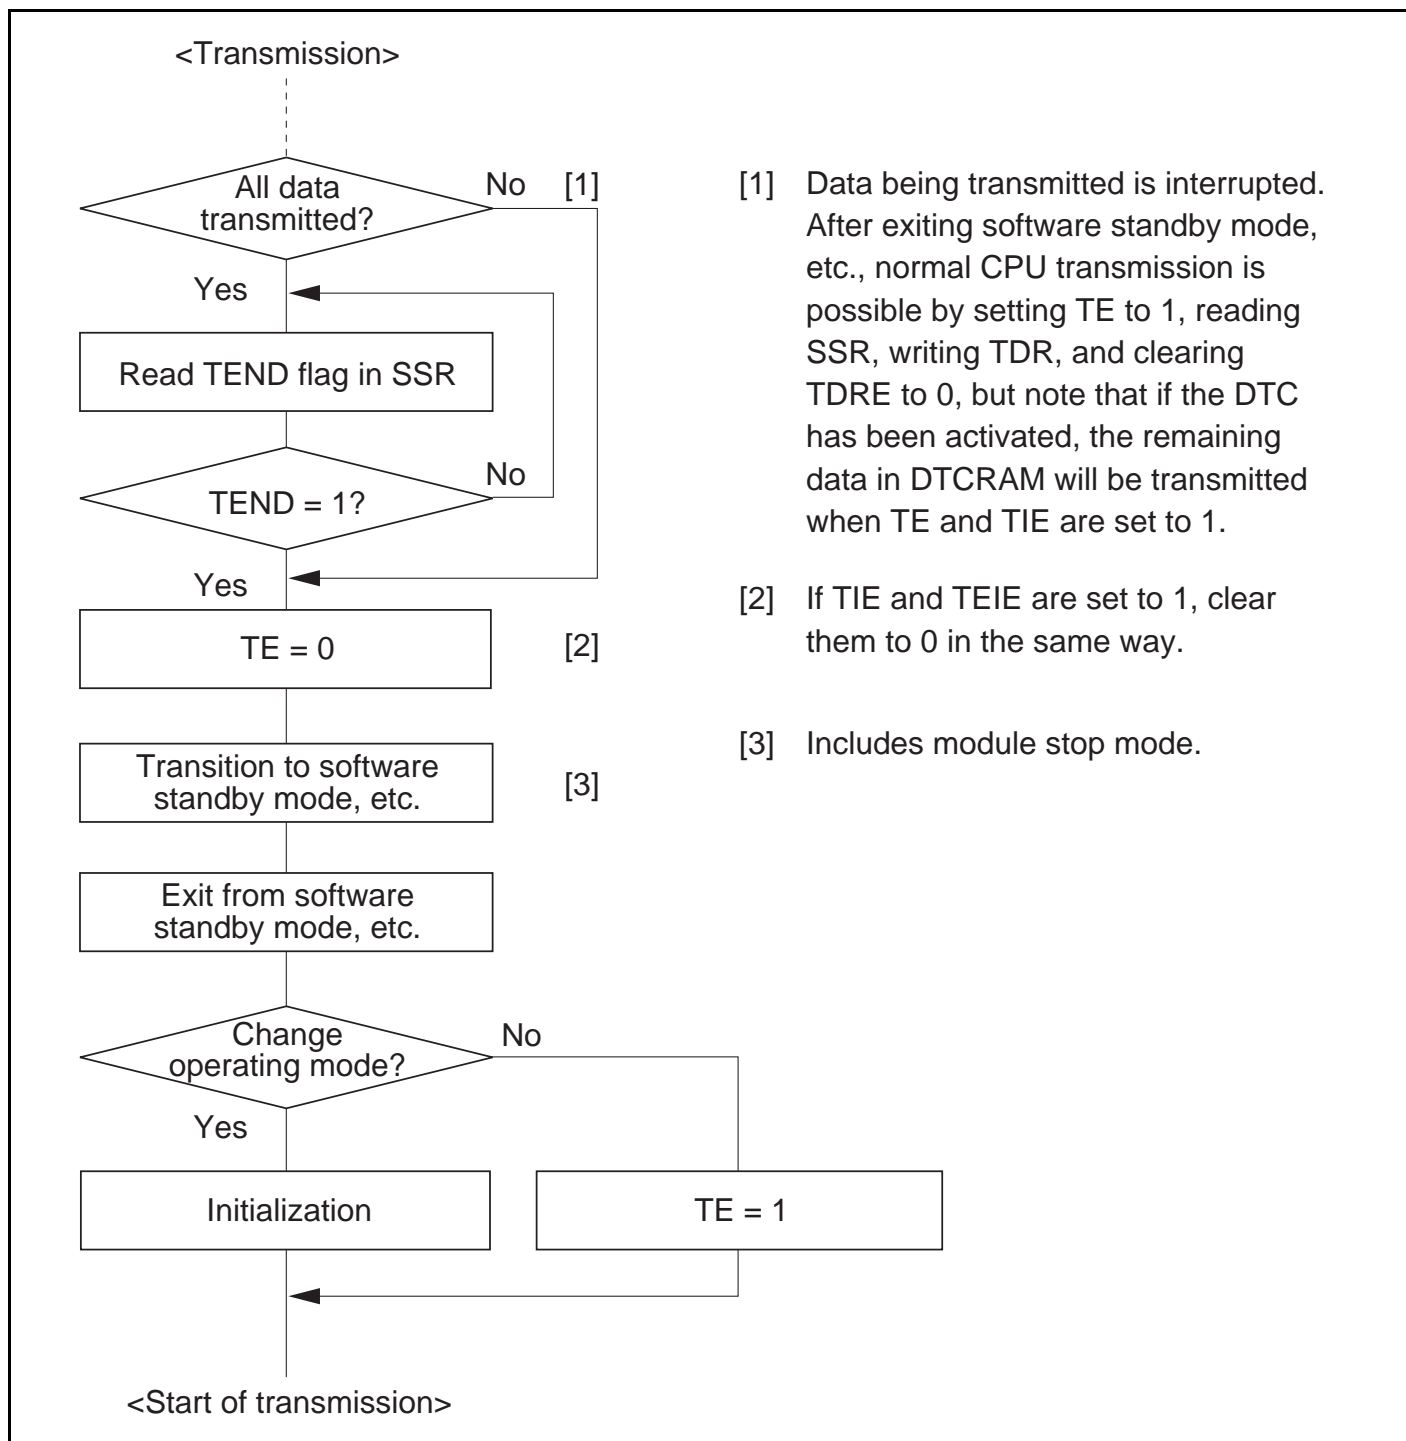 <Transmission>
All data
transmitted?
No
[1]
Yes
Read TEND flag in SSR
No
TEND = 1?
Yes
TE = 0
[2]
Transition to software
standby mode, etc.
[3]
Exit from software
standby mode, etc.
Change
operating mode?
No
Yes
Initialization
TE = 1
<Start of transmission>
[1] Data being transmitted is interrupted.
After exiting software standby mode,
etc., normal CPU transmission is
possible by setting TE to 1, reading
SSR, writing TDR, and clearing
TDRE to 0, but note that if the DTC
has been activated, the remaining
data in DTCRAM will be transmitted
when TE and TIE are set to 1.
[2] If TIE and TEIE are set to 1, clear
them to 0 in the same way.
[3] Includes module stop mode.